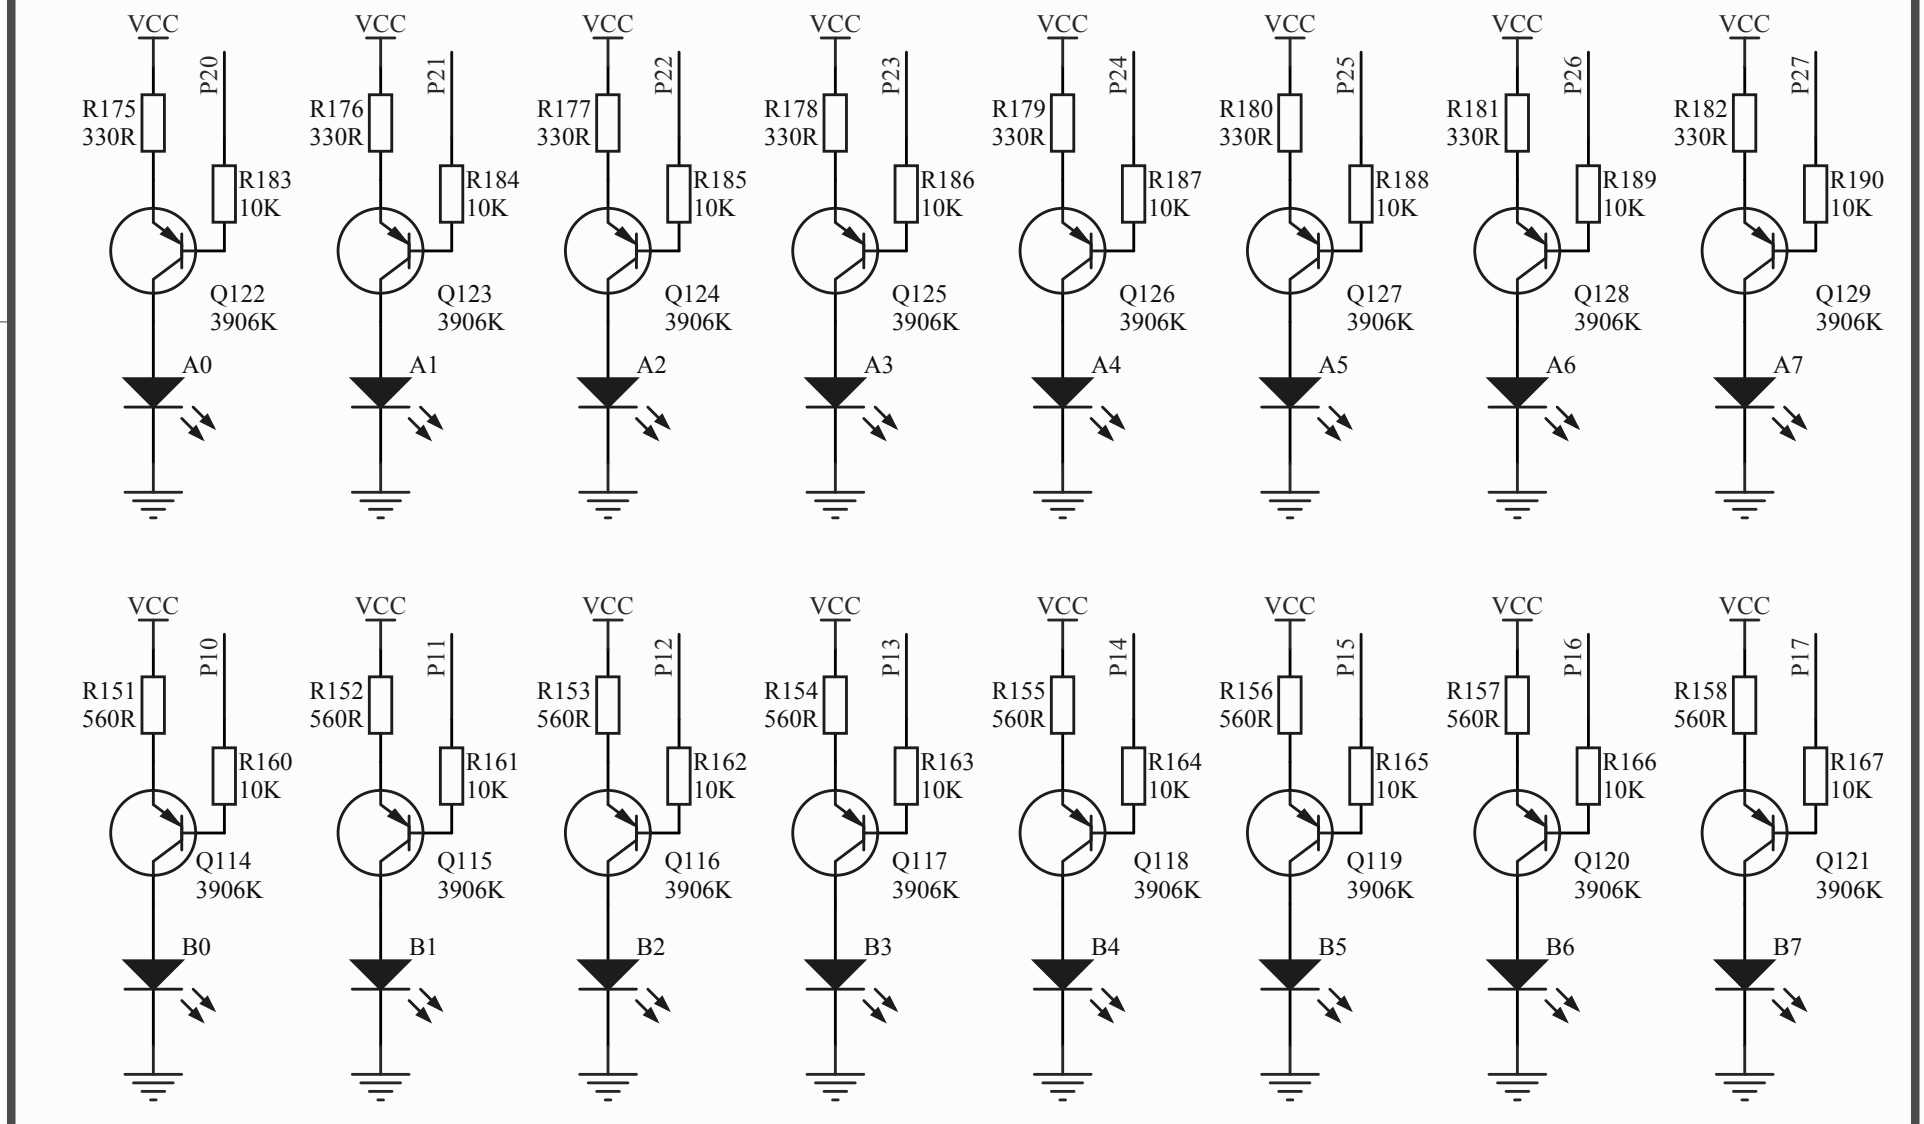 VCC VCC VCC VCC VCC VCC VCC VCC
P20 P21 P22 P23 P24 P25 P26 P27
R175 R176 R177 R178 R179 R180 R181 R182
330R 330R 330R 330R 330R 330R 330R 330R
R183 R184 R185 R186 R187 R188 R189 R190
10K 10K 10K 10K 10K 10K 10K 10K
Q122 Q123 Q124 Q125 Q126 Q127 Q128 Q129
3906K 3906K 3906K 3906K 3906K 3906K 3906K 3906K
A0 A1 A2 A3 A4 A5 A6 A7
VCC VCC VCC VCC VCC VCC VCC VCC
P10 P11 P12 P13 P14 P15 P16 P17
R151 R152 R153 R154 R155 R156 R157 R158
560R 560R 560R 560R 560R 560R 560R 560R
R160 R161 R162 R163 R164 R165 R166 R167
10K 10K 10K 10K 10K 10K 10K 10K
Q114 Q115 Q116 Q117 Q118 Q119 Q120 Q121
3906K 3906K 3906K 3906K 3906K 3906K 3906K 3906K
B0 B1 B2 B3 B4 B5 B6 B7